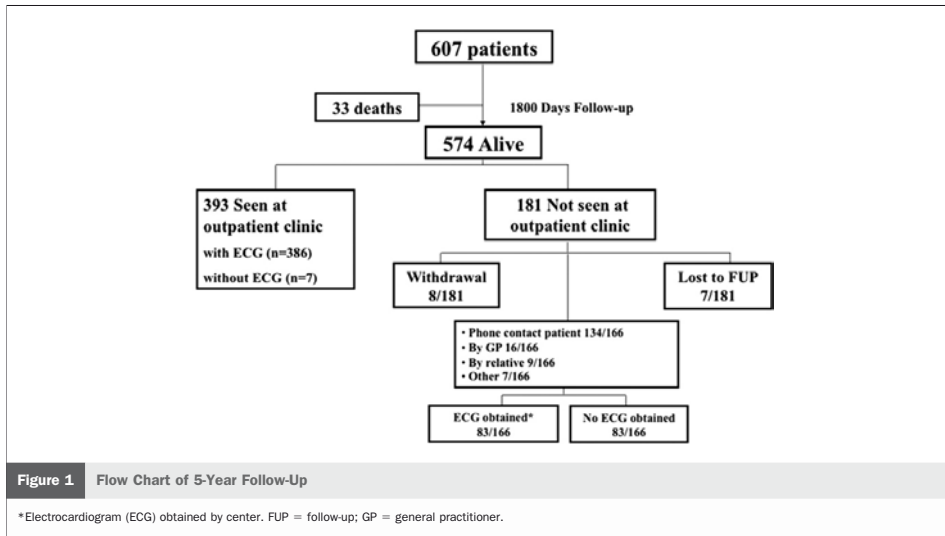 607 patients
33 deaths
1800 Days Follow-up
574 Alive
393 Seen at
outpatient clinic
with ECG (n=386)
without ECG (n=7)
181 Not seen at
outpatient clinic
Withdrawal
8/181
Lost to FUP
7/181
• Phone contact patient 134/166
• By GP 16/166
• By relative 9/166
• Other 7/166
ECG obtained*
83/166
No ECG obtained
83/166
Figure 1 Flow Chart of 5-Year Follow-Up
*Electrocardiogram (ECG) obtained by center. FUP = follow-up; GP = general practitioner.